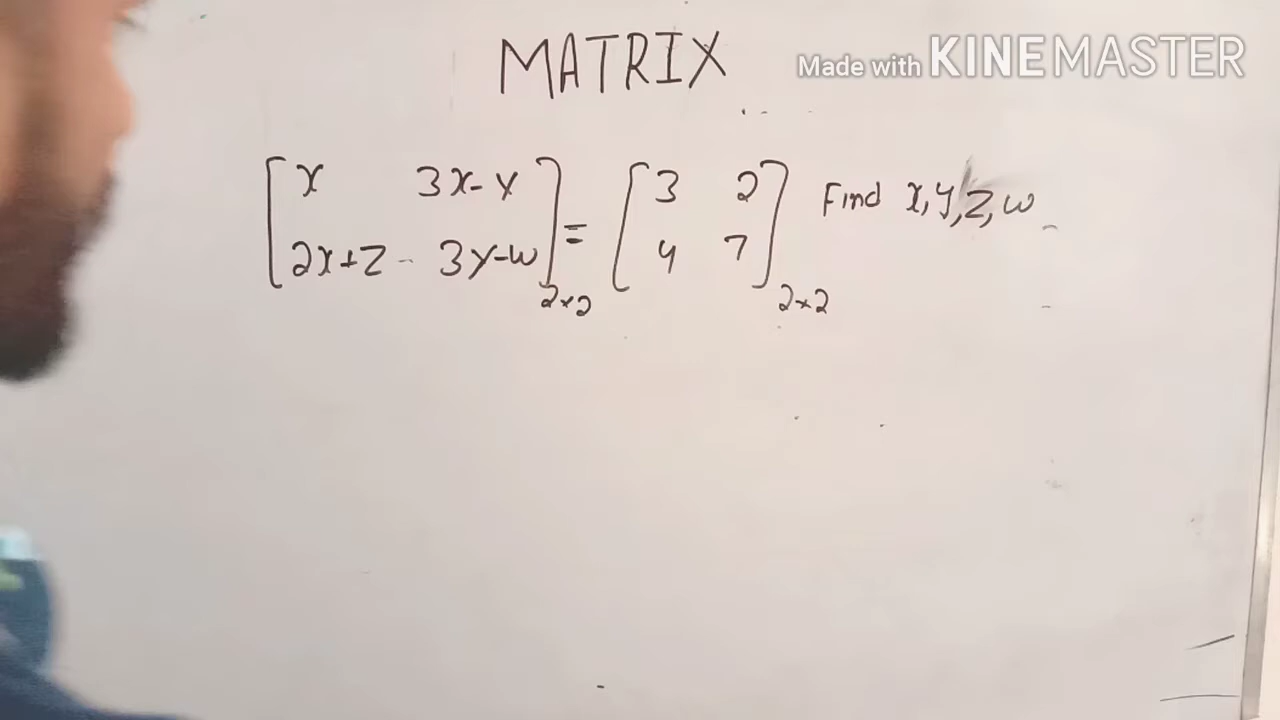 MATRIX
Made with KINEMASTER
[x 3x-y
2x+z 3y-w]2×2 = [3 2
4 7]2×2 Find x,y,z,w